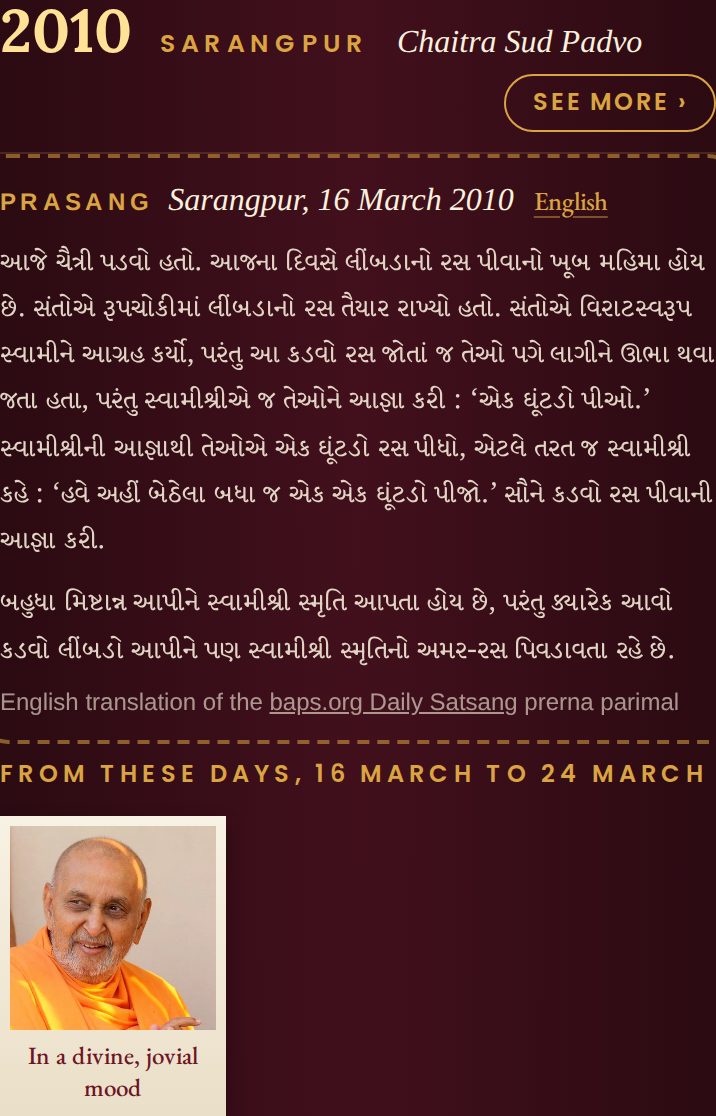 2010 SARANGPUR Chaitra Sud Padvo
SEE MORE ›
PRASANG Sarangpur, 16 March 2010 English
આજે ચૈત્રી પડવો હતો. આજના દિવસે લીંબડાનો રસ પીવાનો ખૂબ મહિમા હોય
છે. સંતોએ રૂપચોકીમાં લીંબડાનો રસ તૈયાર રાખ્યો હતો. સંતોએ વિરાટસ્વરૂપ
સ્વામીને આગ્રહ કર્યો, પરંતુ આ કડવો રસ જોતાં જ તેઓ પગે લાગીને ઊભા થવા
જતા હતા, પરંતુ સ્વામીશ્રીએ જ તેઓને આજ્ઞા કરી : ‘એક ઘૂંટડો પીઓ.’
સ્વામીશ્રીની આજ્ઞાથી તેઓએ એક ઘૂંટડો રસ પીધો, એટલે તરત જ સ્વામીશ્રી
કહે : ‘હવે અહીં બેઠેલા બધા જ એક એક ઘૂંટડો પીજો.’ સૌને કડવો રસ પીવાની
આજ્ઞા કરી.
બહુધા મિષ્ટાન્ન આપીને સ્વામીશ્રી સ્મૃતિ આપતા હોય છે, પરંતુ ક્યારેક આવો
કડવો લીંબડો આપીને પણ સ્વામીશ્રી સ્મૃતિનો અમર-રસ પિવડાવતા રહે છે.
English translation of the baps.org Daily Satsang prerna parimal
FROM THESE DAYS, 16 MARCH TO 24 MARCH
In a divine, jovial
mood